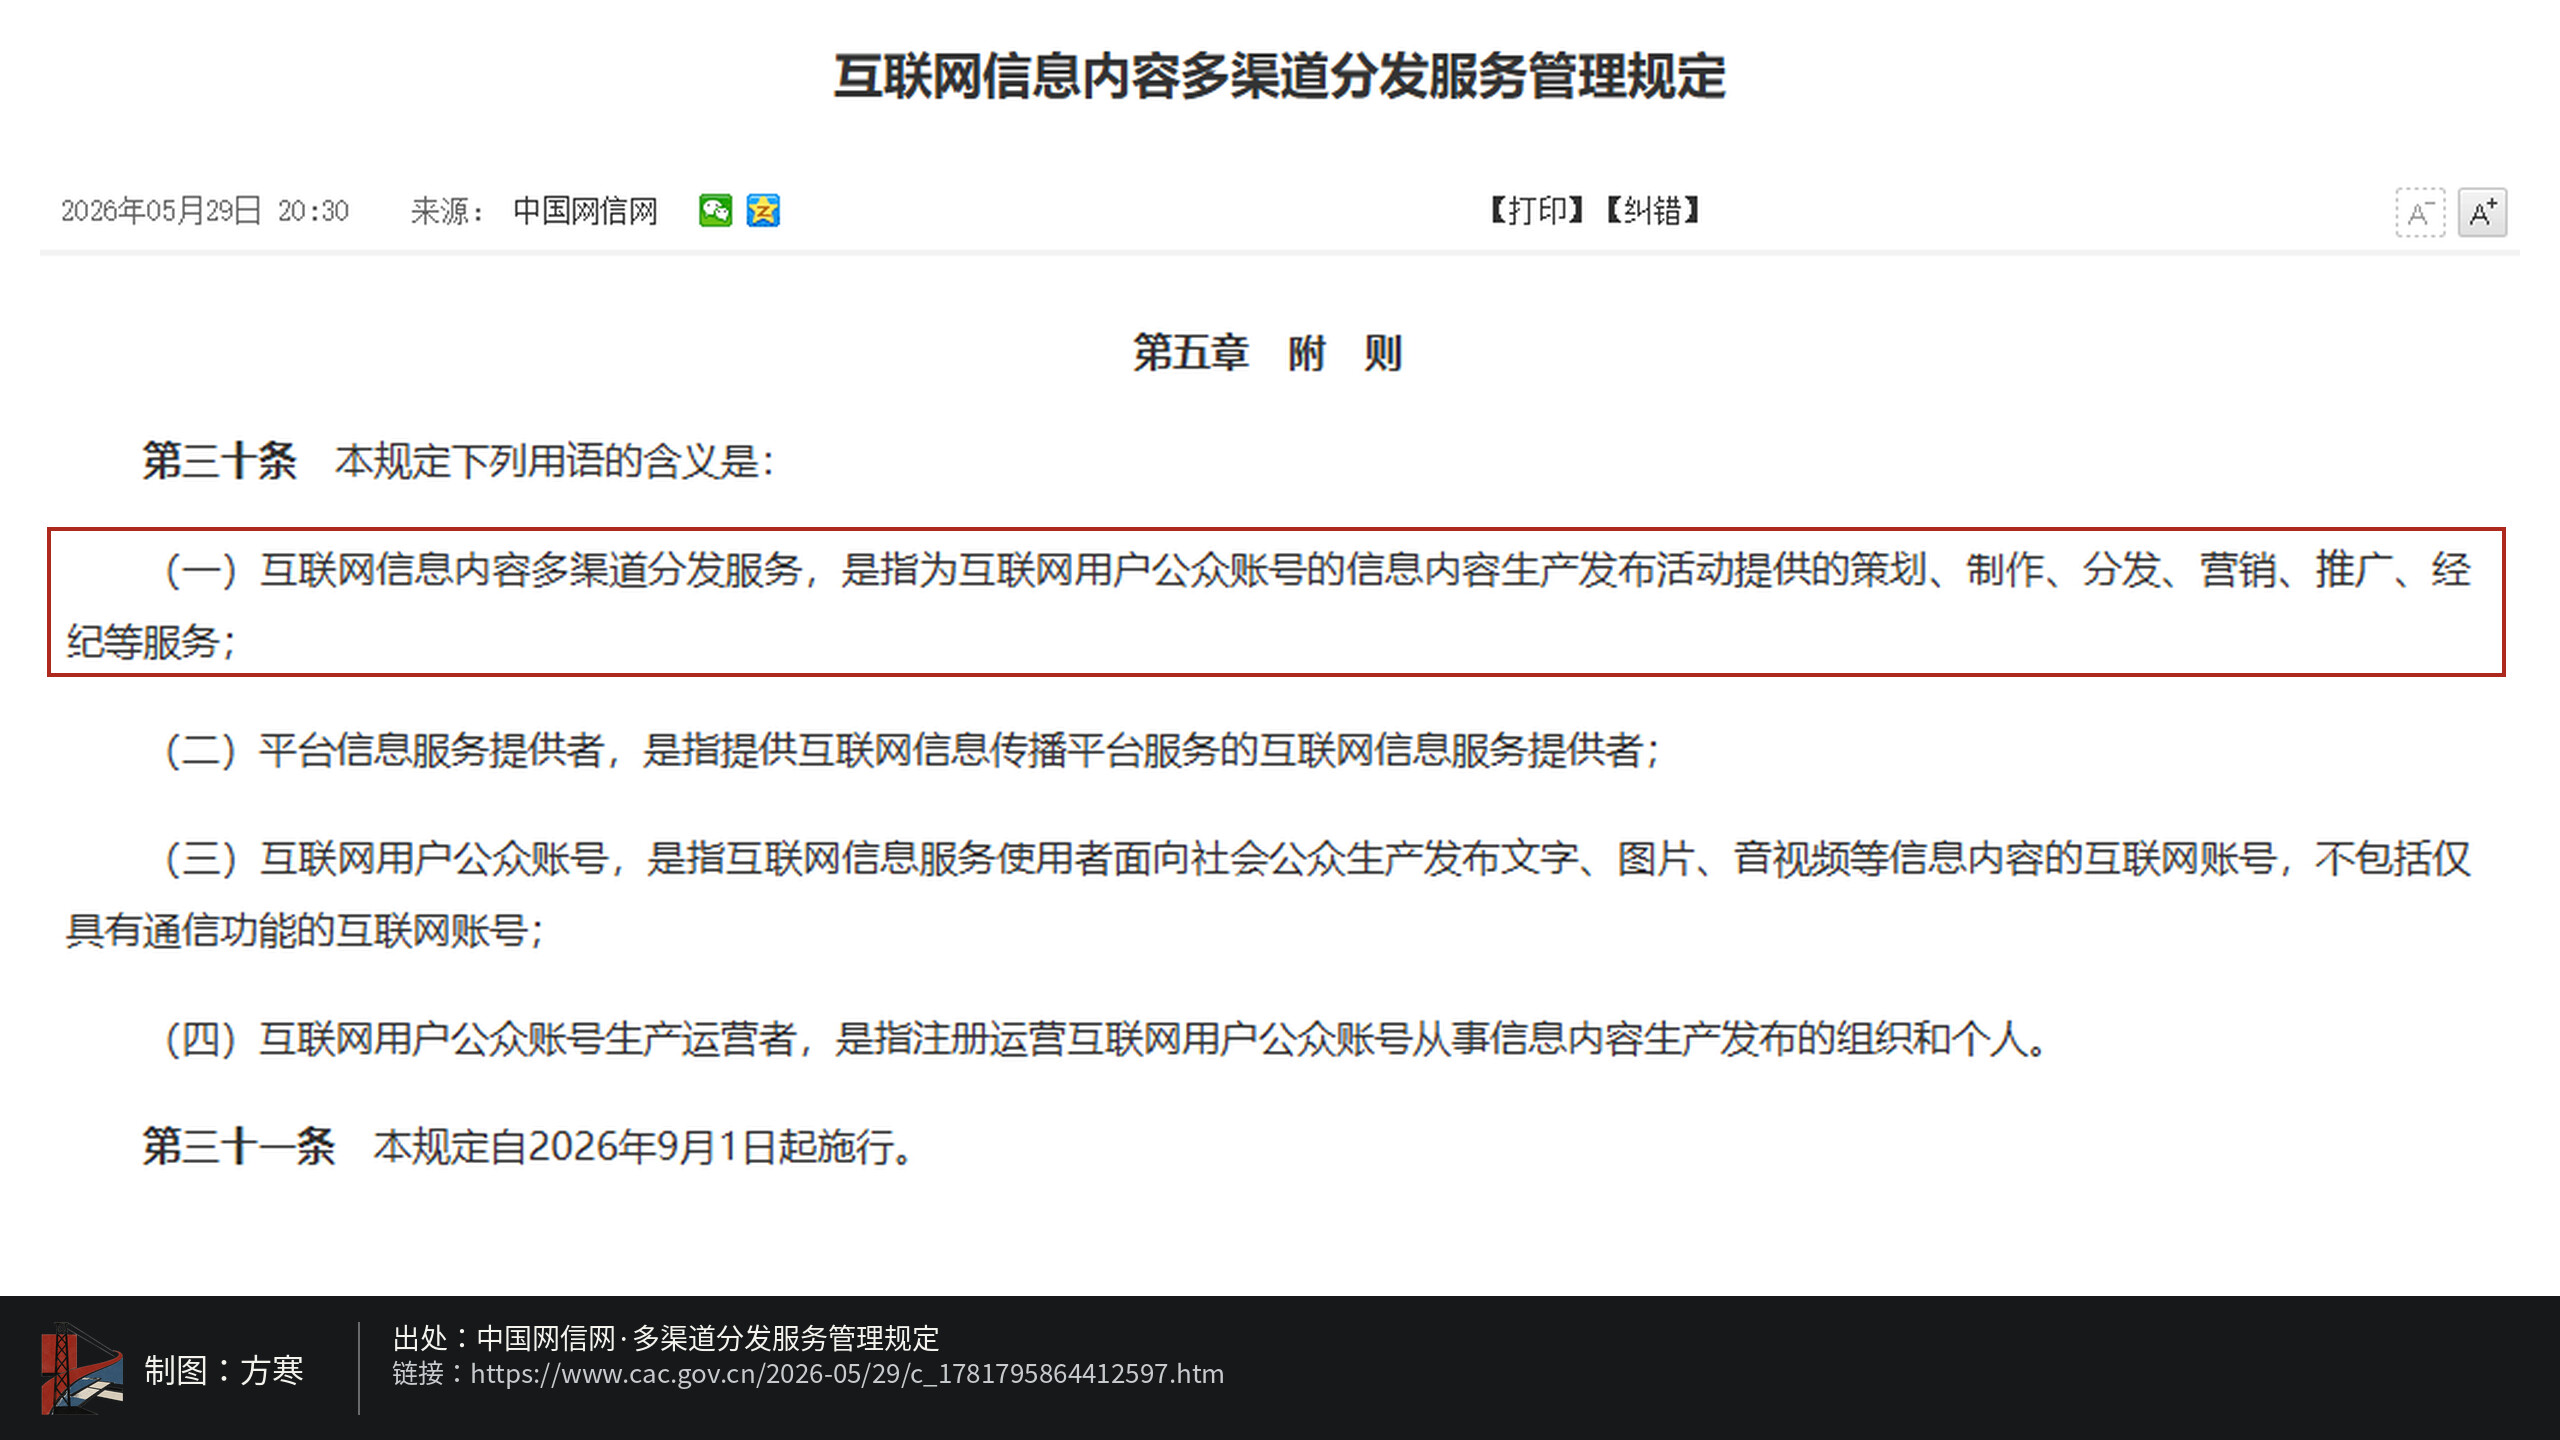 互联网信息内容多渠道分发服务管理规定
2026年05月29日 20:30 来源： 中国网信网 【打印】【纠错】 A⁻ A⁺
第五章 附 则
第三十条 本规定下列用语的含义是：
（一）互联网信息内容多渠道分发服务，是指为互联网用户公众账号的信息内容生产发布活动提供的策划、制作、分发、营销、推广、经
纪等服务；
（二）平台信息服务提供者，是指提供互联网信息传播平台服务的互联网信息服务提供者；
（三）互联网用户公众账号，是指互联网信息服务使用者面向社会公众生产发布文字、图片、音视频等信息内容的互联网账号，不包括仅
具有通信功能的互联网账号；
（四）互联网用户公众账号生产运营者，是指注册运营互联网用户公众账号从事信息内容生产发布的组织和个人。
第三十一条 本规定自2026年9月1日起施行。
制图：方寒
出处：中国网信网·多渠道分发服务管理规定
链接：https://www.cac.gov.cn/2026-05/29/c_1781795864412597.htm